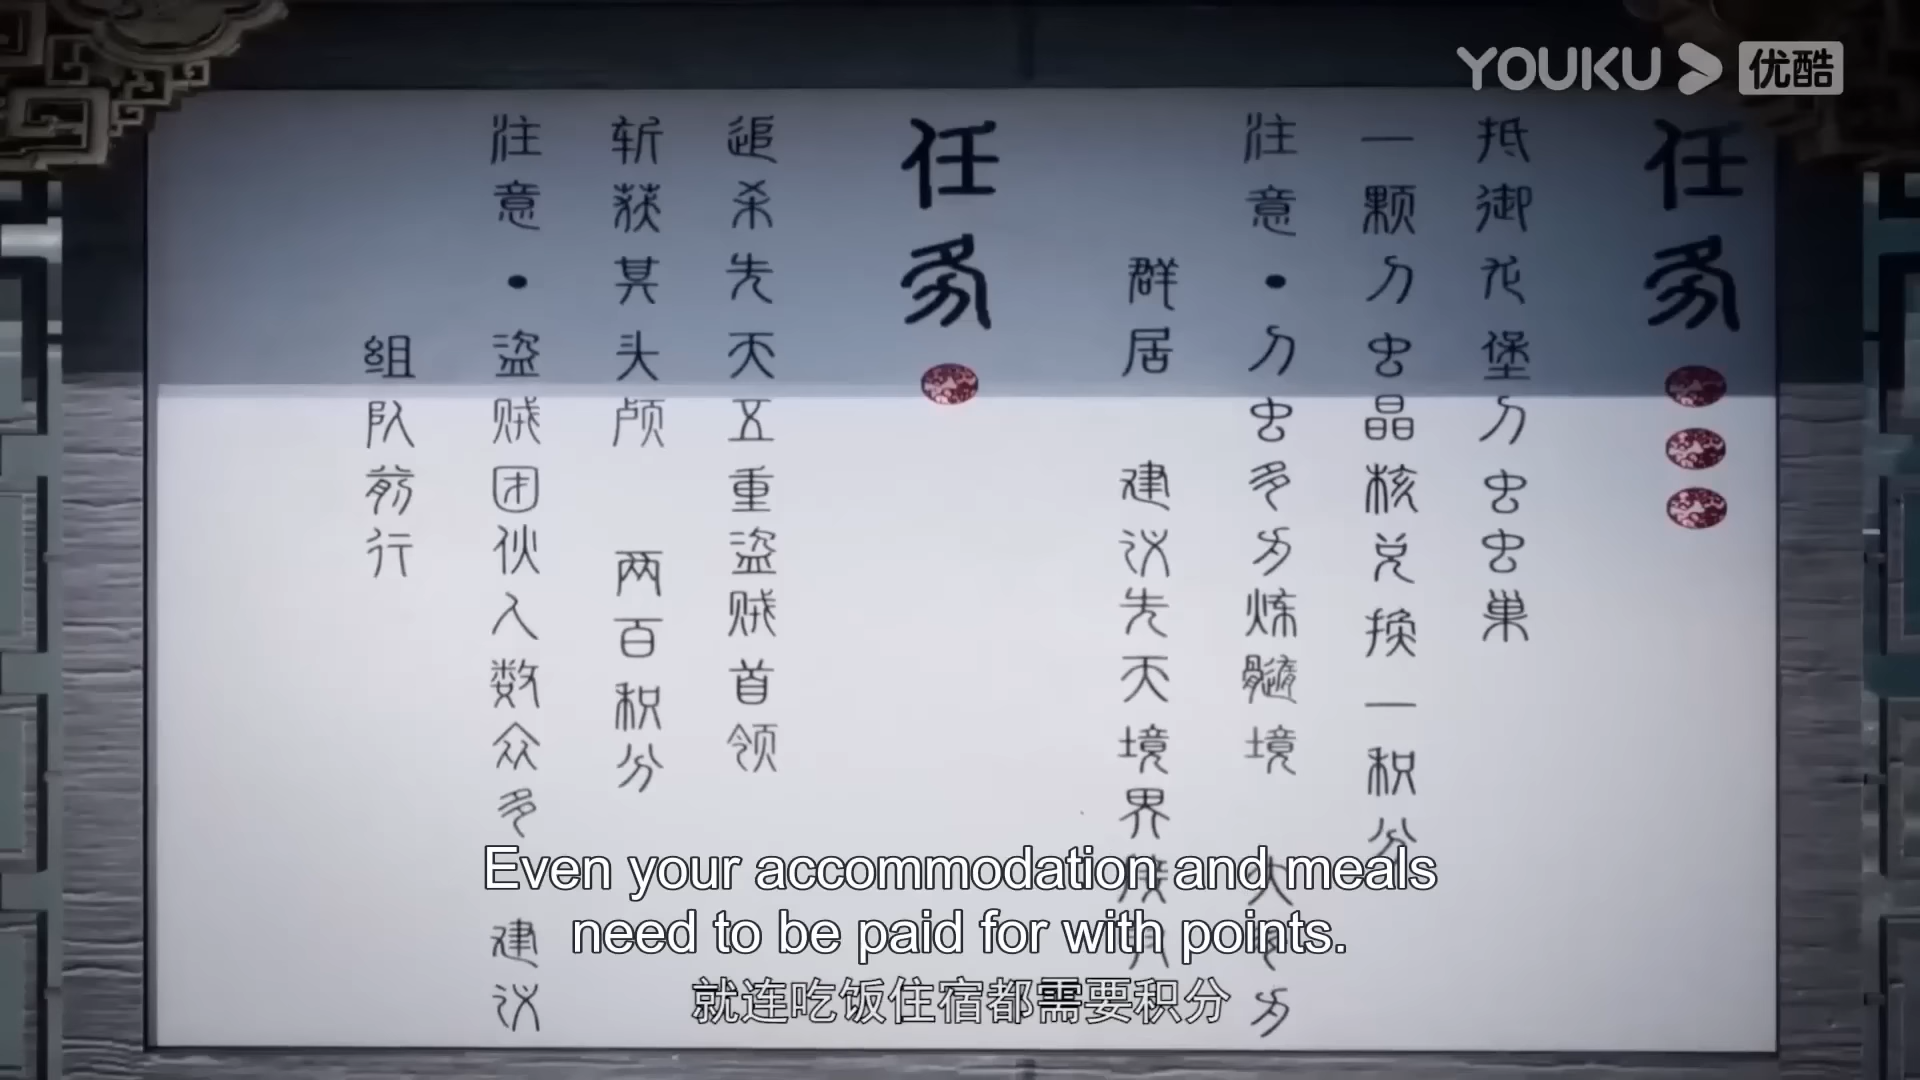 YOUKU 优酷
任务
抵御堡刀虫虫巢
一颗刀虫晶核兑换一积分
注意·刀虫多为炼髓境 大多为
群居 建议先天境界
任务
追杀先天五重盗贼首领
斩获其头颅 两百积分
注意·盗贼团伙人数众多 建议
组队前行
Even your accommodation and meals
need to be paid for with points.
就连吃饭住宿都需要积分